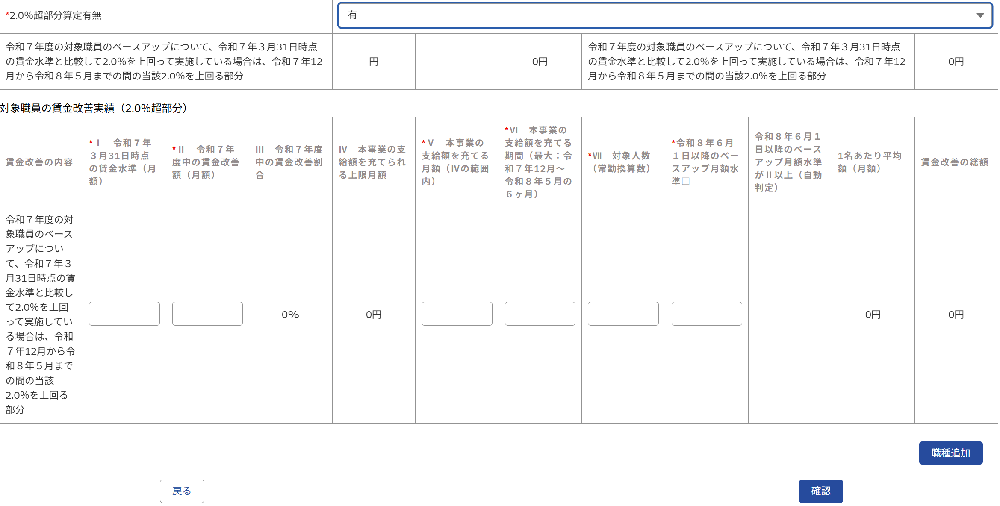 *2.0%超部分算定有無
有
令和７年度の対象職員のベースアップについて、令和７年３月31日時点
の賃金水準と比較して2.0%を上回って実施している場合は、令和７年12
月から令和８年５月までの間の当該2.0%を上回る部分
円
0円
令和７年度の対象職員のベースアップについて、令和７年３月31日時点
の賃金水準と比較して2.0%を上回って実施している場合は、令和７年12
月から令和８年５月までの間の当該2.0%を上回る部分
0円
対象職員の賃金改善実績（2.0%超部分）
賃金改善の内容
*Ⅰ　令和７年
３月31日時点
の賃金水準（月
額）
*Ⅱ　令和７年
度中の賃金改善
額（月額）
Ⅲ　令和７年度
中の賃金改善割
合
Ⅳ　本事業の支
給額を充てられ
る上限月額
*Ⅴ　本事業の
支給額を充てる
月額（Ⅳの範囲
内）
*Ⅵ　本事業の
支給額を充てる
期間（最大：令
和７年12月～
令和８年５月の
６ヶ月）
*Ⅶ　対象人数
（常勤換算数）
*令和８年６月
１日以降のベー
スアップ月額水
準□
令和８年６月１
日以降のベース
アップ月額水準
がⅡ以上（自動
判定）
1名あたり平均
額（月額）
賃金改善の総額
令和７年度の対
象職員のベース
アップについ
て、令和７年３
月31日時点の賃
金水準と比較し
て2.0%を上回
って実施してい
る場合は、令和
７年12月から令
和８年５月まで
の間の当該
2.0%を上回る
部分
0%
0円
0円
0円
職種追加
戻る
確認